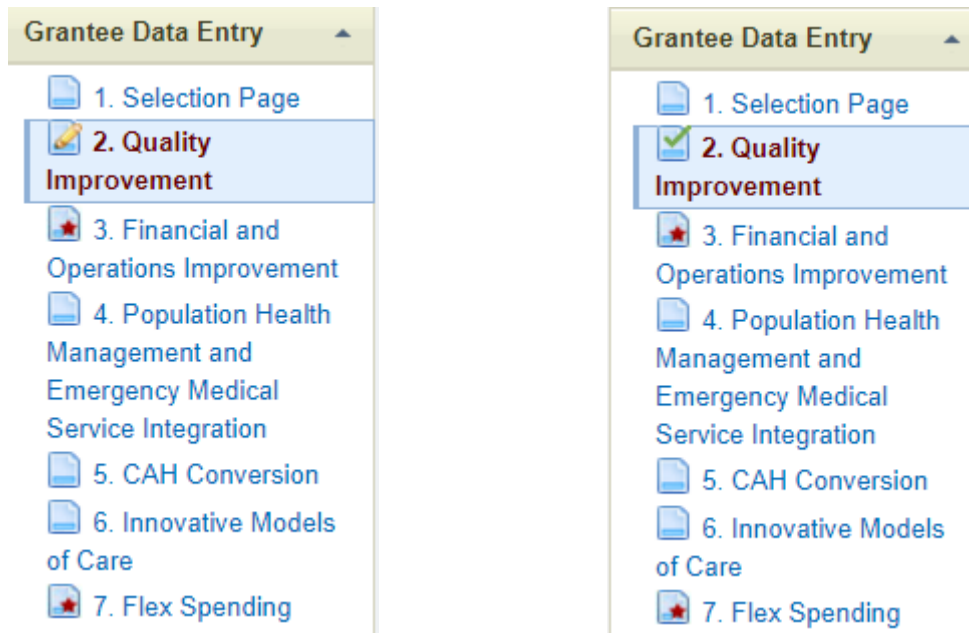 Grantee Data Entry
1. Selection Page
2. Quality
Improvement
3. Financial and
Operations Improvement
4. Population Health
Management and
Emergency Medical
Service Integration
5. CAH Conversion
6. Innovative Models
of Care
7. Flex Spending
Grantee Data Entry
1. Selection Page
2. Quality
Improvement
3. Financial and
Operations Improvement
4. Population Health
Management and
Emergency Medical
Service Integration
5. CAH Conversion
6. Innovative Models
of Care
7. Flex Spending